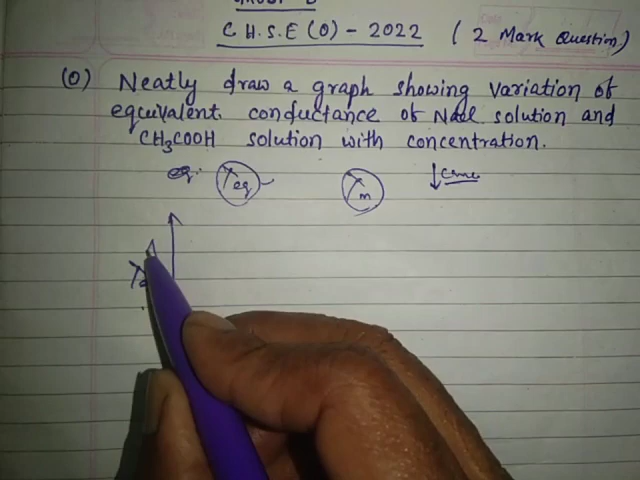 C.H.S.E (O) - 2022 ( 2 Mark Question)
(O) Neatly draw a graph showing variation of
equivalent conductance of NaCl solution and
CH₃COOH solution with concentration.
eq. λeq - λm ↓conc